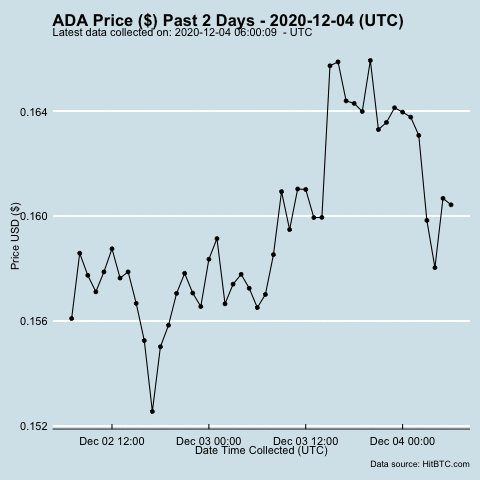 ADA Price ($) Past 2 Days - 2020-12-04 (UTC)
Latest data collected on: 2020-12-04 06:00:09  - UTC
0.164
0.160
0.156
0.152
Price USD ($)
Dec 02 12:00
Dec 03 00:00
Dec 03 12:00
Dec 04 00:00
Date Time Collected (UTC)
Data source: HitBTC.com